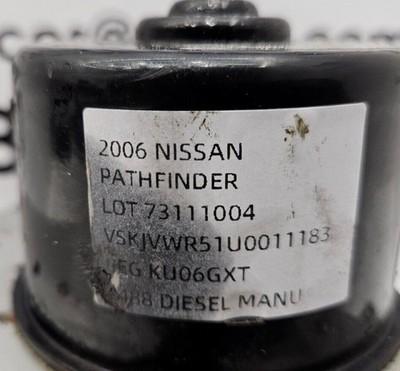 2006 NISSAN
PATHFINDER
LOT 73111004
VSKJVWR51U0011183
KU06GXT
DIESEL MANU